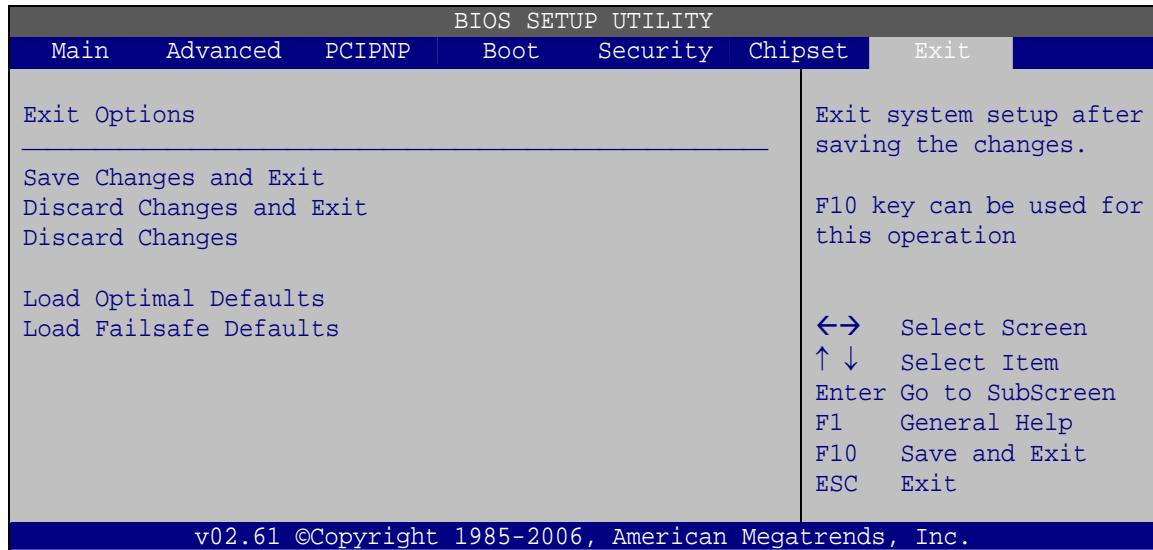 BIOS SETUP UTILITY
Main Advanced PCIPNP Boot Security Chipset Exit
Exit Options
Save Changes and Exit
Discard Changes and Exit
Discard Changes
Load Optimal Defaults
Load Failsafe Defaults
Exit system setup after
saving the changes.
F10 key can be used for
this operation
←→ Select Screen
↑ ↓ Select Item
Enter Go to SubScreen
F1 General Help
F10 Save and Exit
ESC Exit
v02.61 ©Copyright 1985-2006, American Megatrends, Inc.